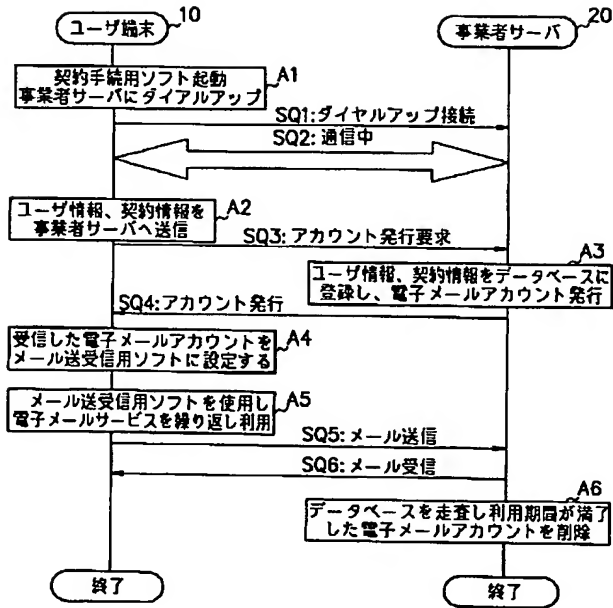 ユーザ端末
10
事業者サーバ
20
契約手続用ソフト起動
事業者サーバにダイアルアップ
A1
SQ1:ダイヤルアップ接続
SQ2:通信中
ユーザ情報、契約情報を
事業者サーバへ送信
A2
SQ3:アカウント発行要求
A3
ユーザ情報、契約情報をデータベースに
登録し、電子メールアカウント発行
SQ4:アカウント発行
受信した電子メールアカウントを
メール送受信用ソフトに設定する
A4
メール送受信用ソフトを使用し
電子メールサービスを繰り返し利用
A5
SQ5:メール送信
SQ6:メール受信
A6
データベースを走査し利用期間が満了
した電子メールアカウントを削除
終了
終了